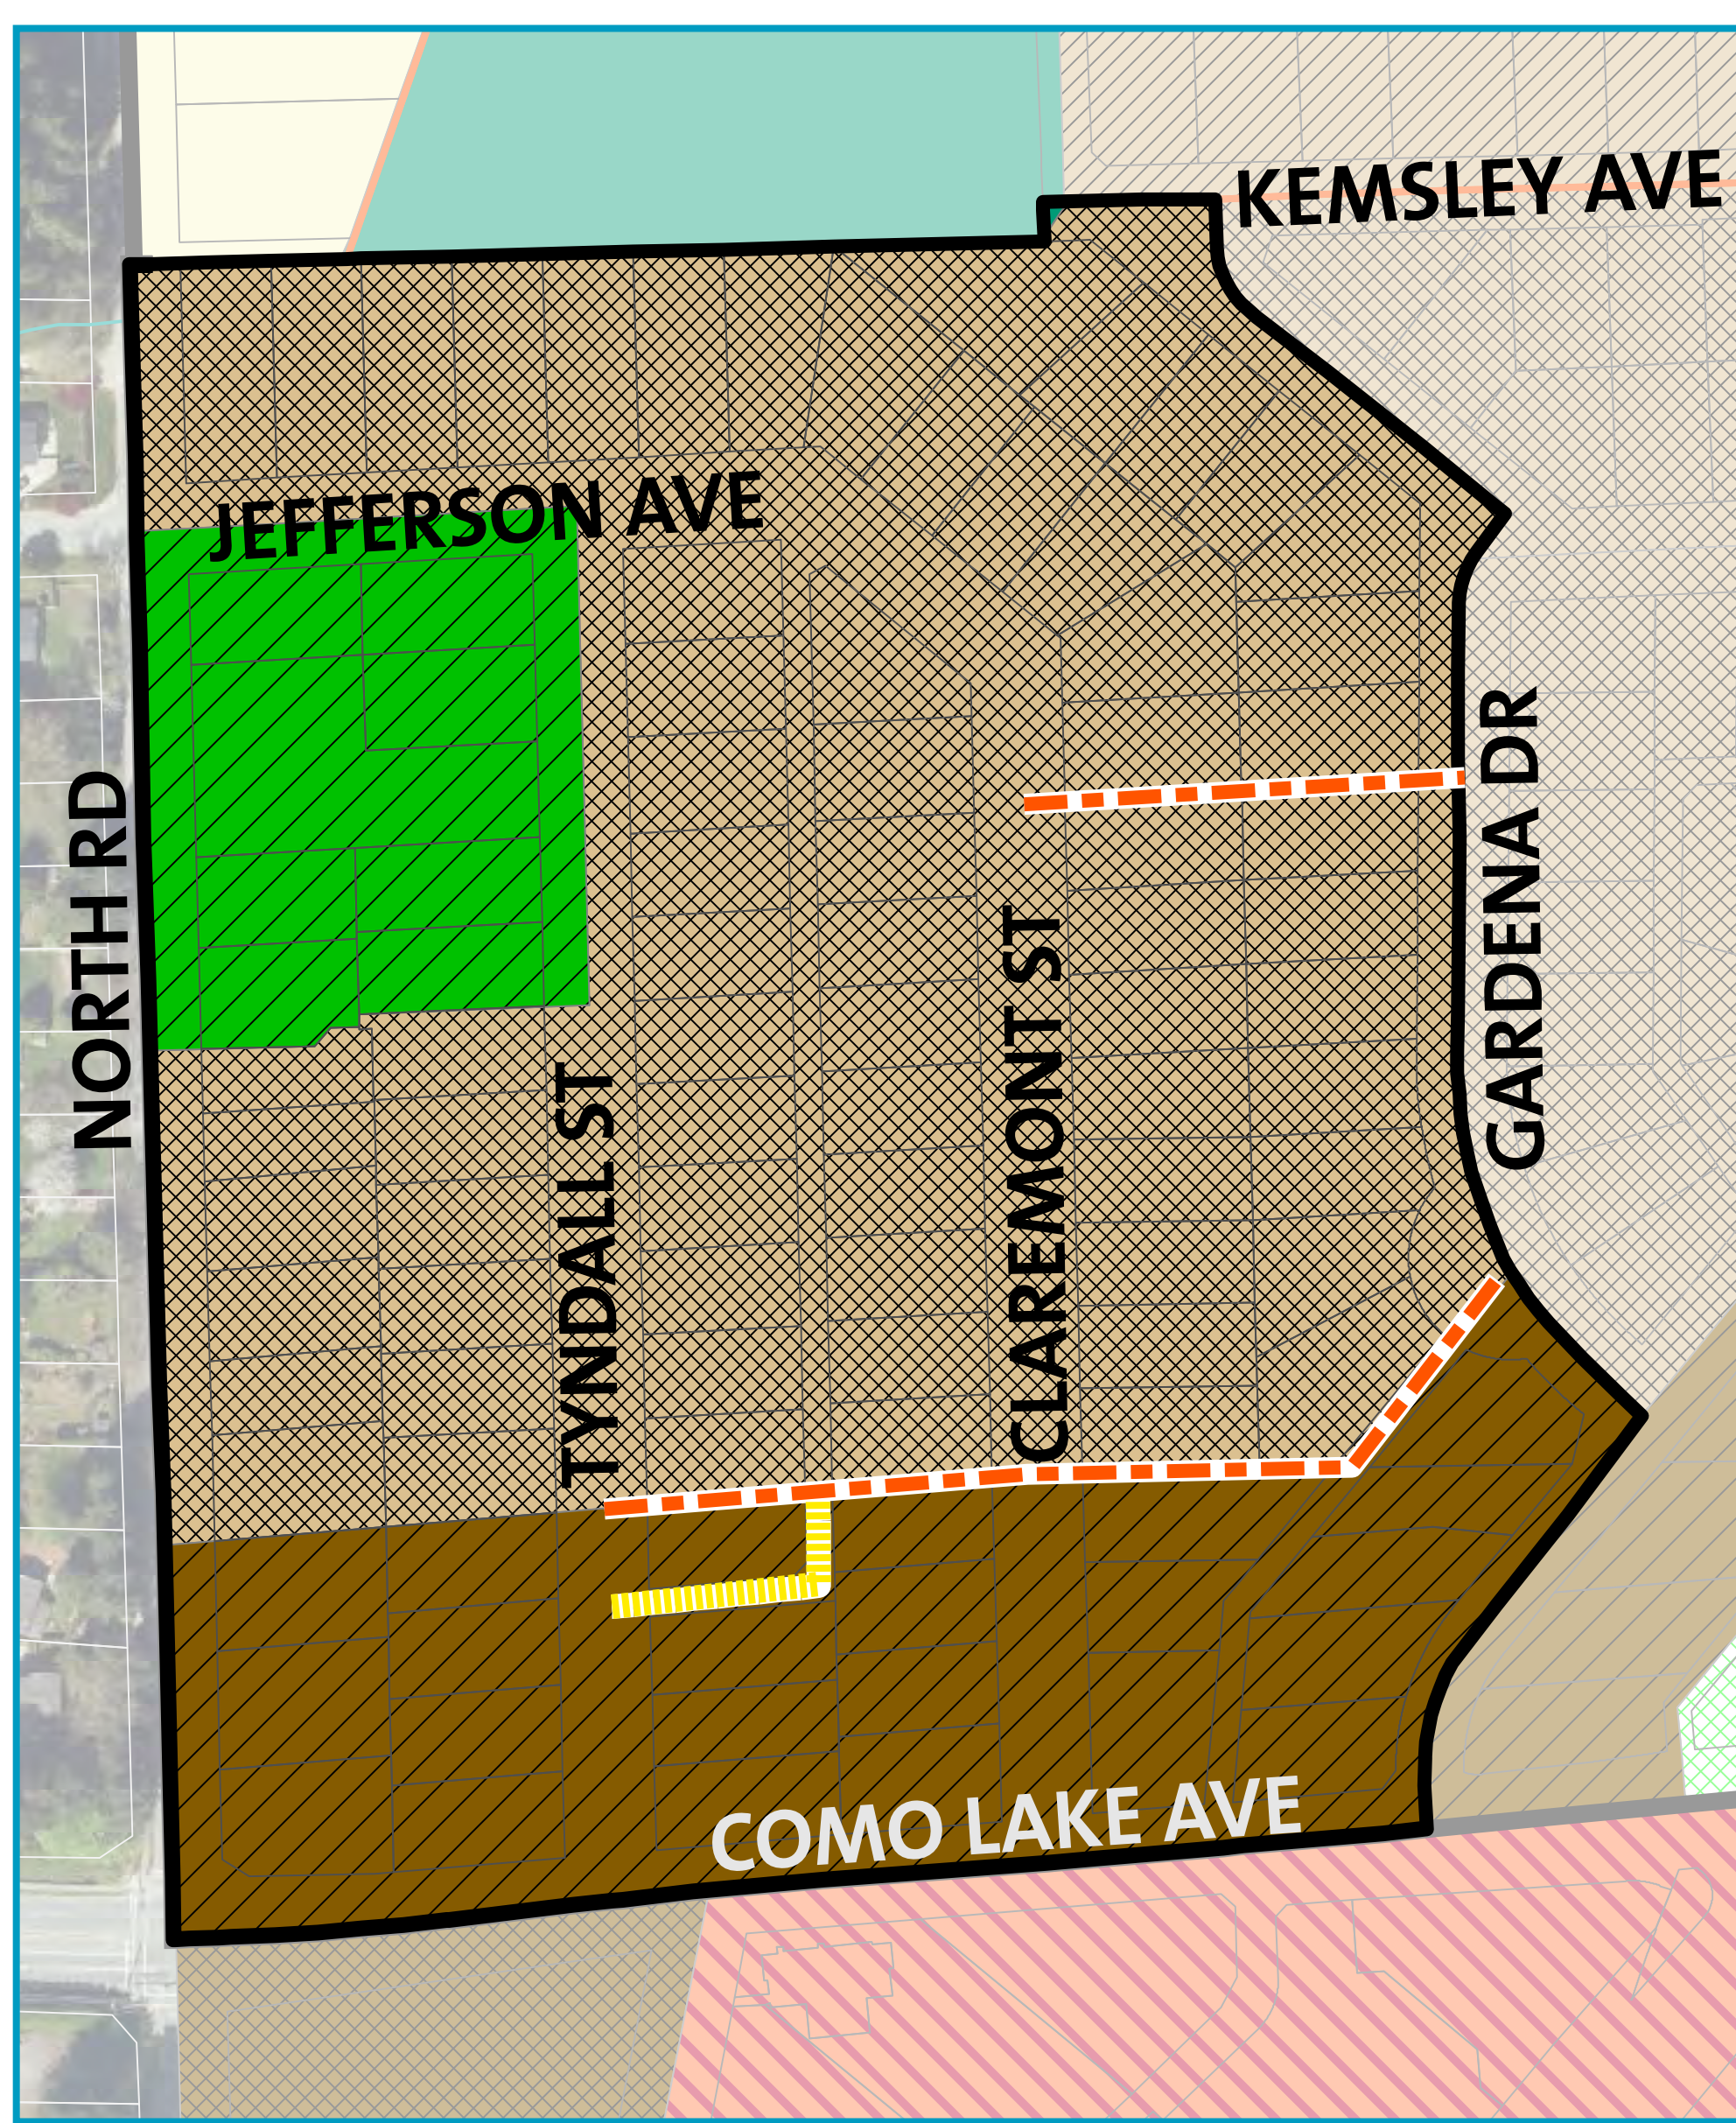 KEMSLEY AVE
JEFFERSON AVE
NORTH RD
GARDENA DR
CLAREMONT ST
TYNDALL ST
COMO LAKE AVE